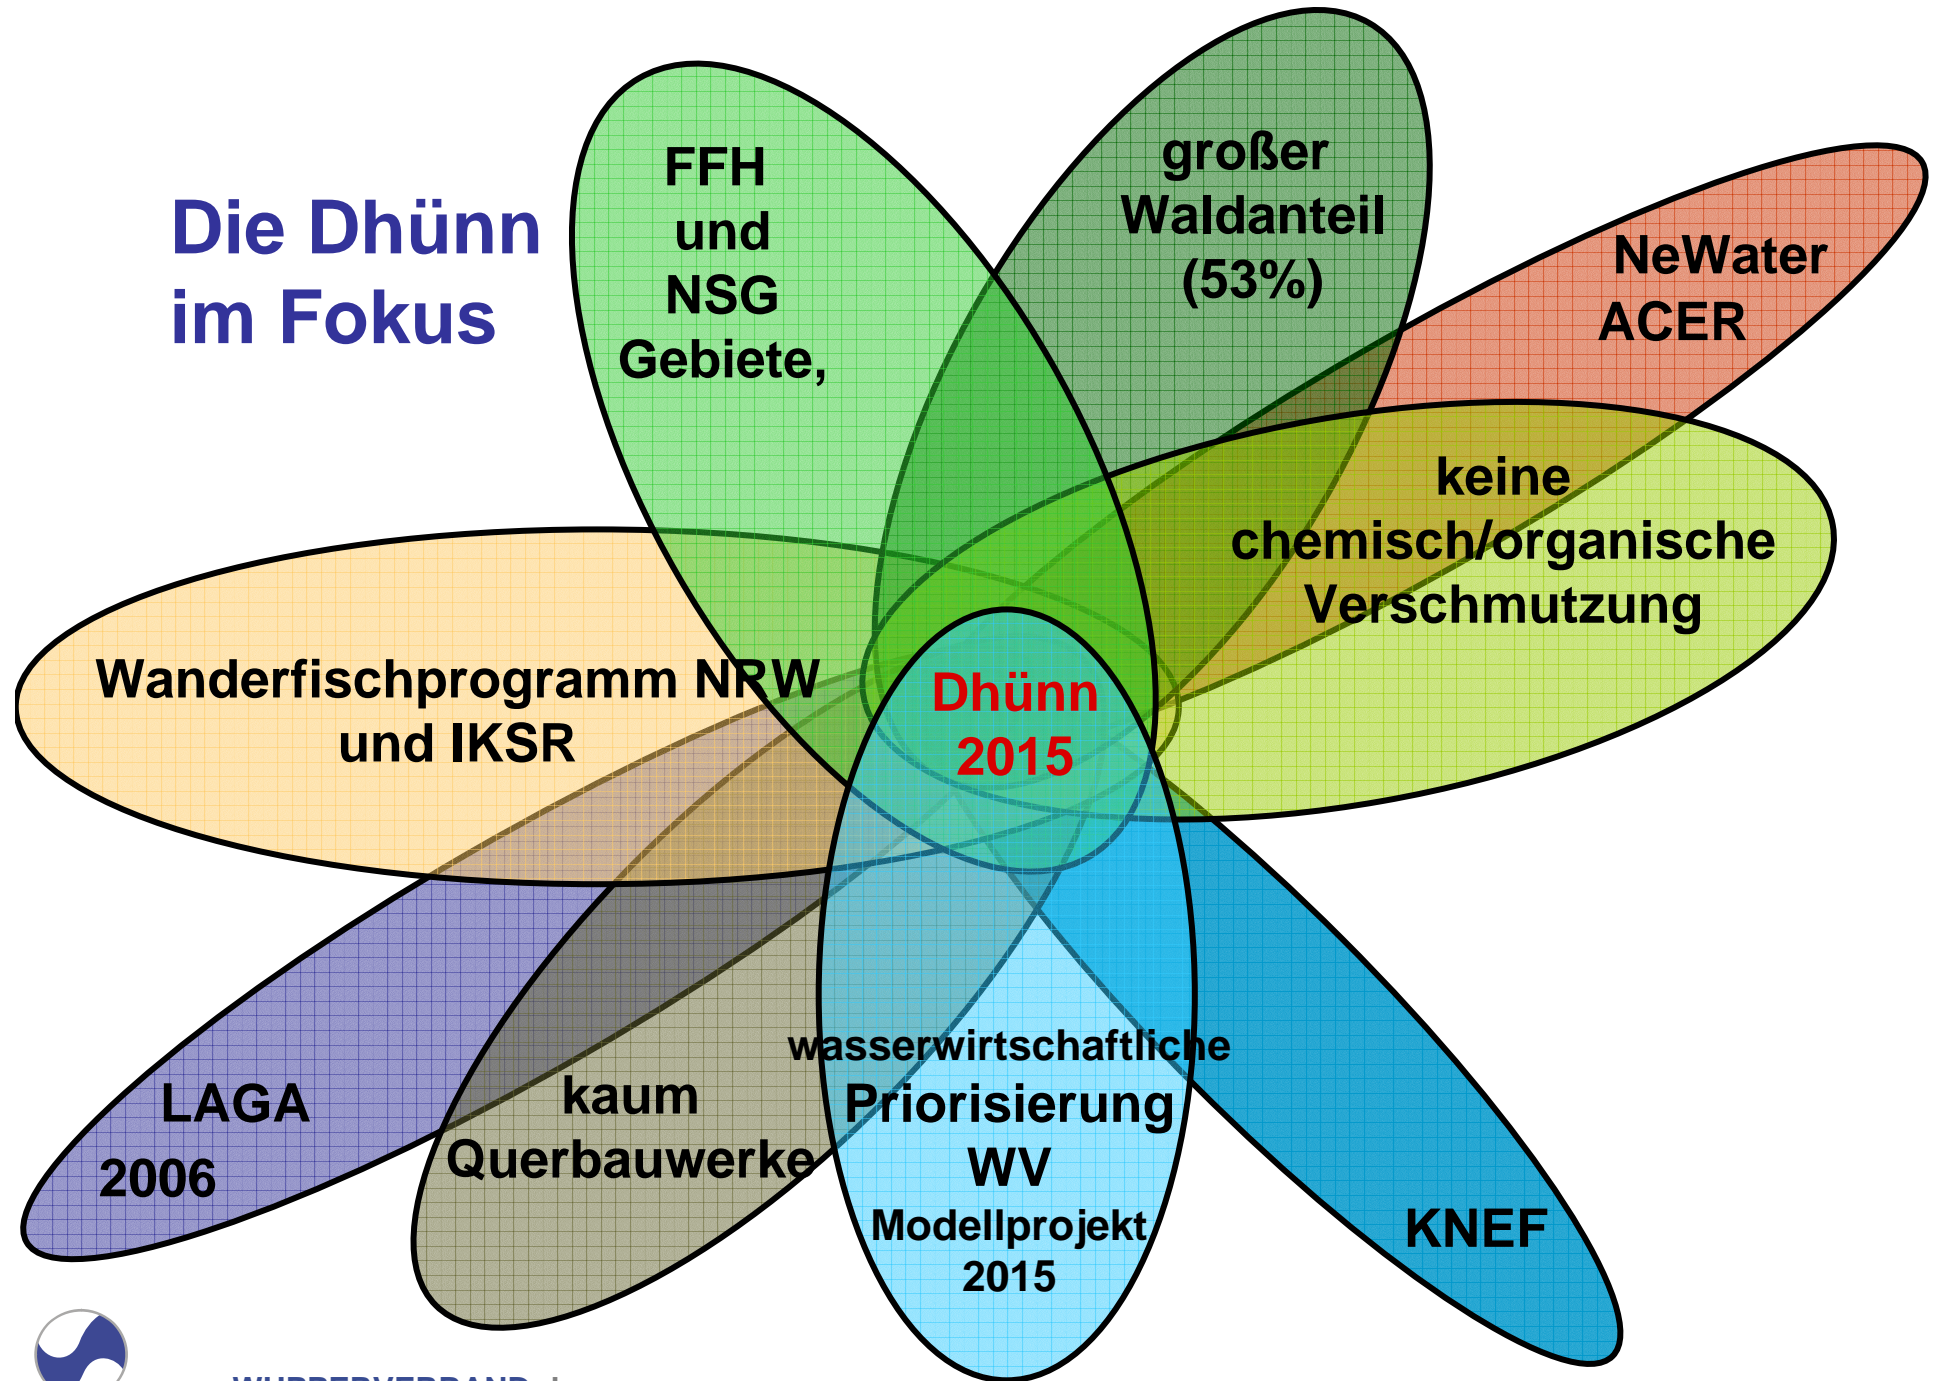 Die Dhünn
im Fokus
FFH
und
NSG
Gebiete,
großer
Waldanteil
(53%)
NeWater
ACER
keine
chemisch/organische
Verschmutzung
Wanderfischprogramm NRW
und IKSR
Dhünn
2015
LAGA
2006
kaum
Querbauwerke
wasserwirtschaftliche
Priorisierung
WV
Modellprojekt
2015
KNEF
WUPPERVERBAND